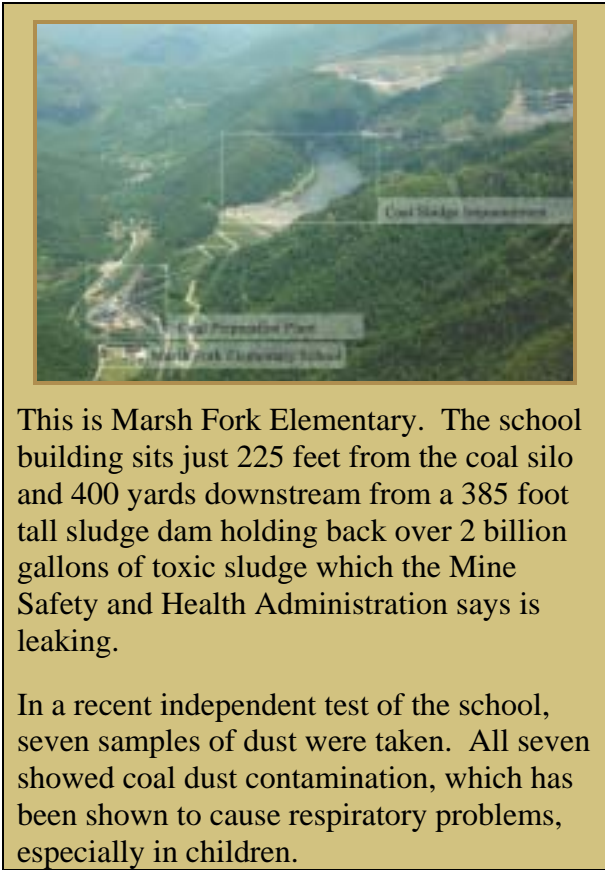 Coal Sludge Impoundment
Coal Preparation Plant
Marsh Fork Elementary School
This is Marsh Fork Elementary.  The school
building sits just 225 feet from the coal silo
and 400 yards downstream from a 385 foot
tall sludge dam holding back over 2 billion
gallons of toxic sludge which the Mine
Safety and Health Administration says is
leaking.
In a recent independent test of the school,
seven samples of dust were taken.  All seven
showed coal dust contamination, which has
been shown to cause respiratory problems,
especially in children.